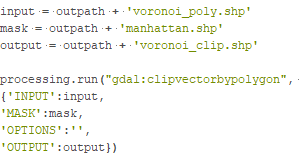 input = outpath + 'voronoi_poly.shp'
mask = outpath + 'manhattan.shp'
output = outpath + 'voronoi_clip.shp'
processing.run("gdal:clipvectorbypolygon",
{'INPUT':input,
'MASK':mask,
'OPTIONS':'',
'OUTPUT':output})